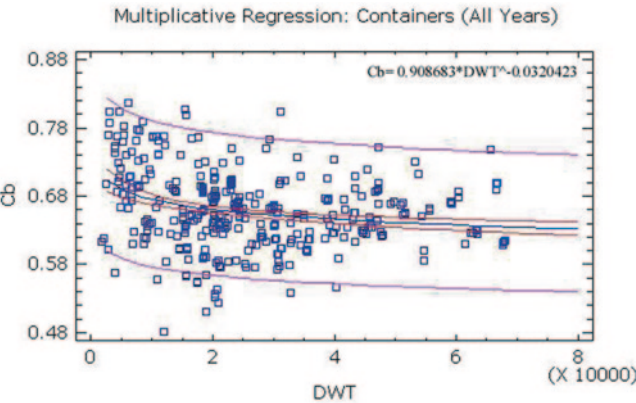 Multiplicative Regression: Containers (All Years)
Cb= 0.908683*DWT^-0.0320423
0.88
0.78
0.68
0.58
0.48
Cb
0 2 4 6 8
(X 10000)
DWT